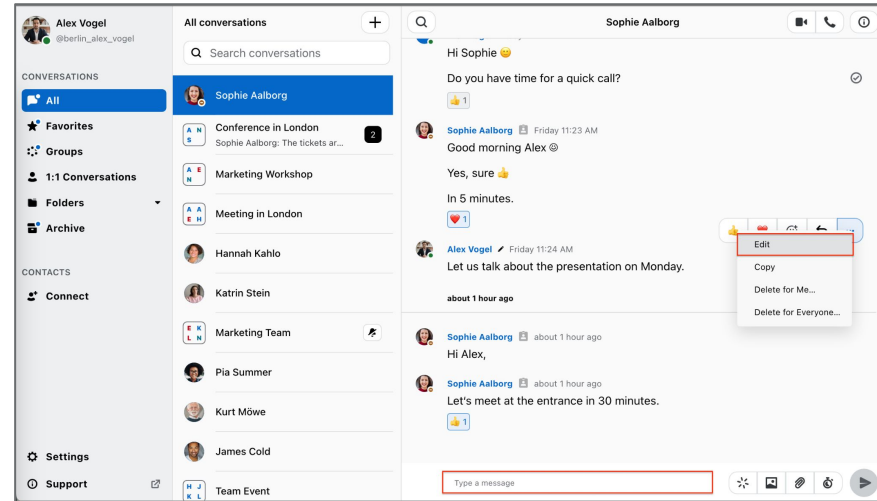 Alex Vogel
@berlin_alex_vogel
CONVERSATIONS
All
Favorites
Groups
1:1 Conversations
Folders
Archive
CONTACTS
Connect
Settings
Support
All conversations
Search conversations
Sophie Aalborg
A N
S
Conference in London
Sophie Aalborg: The tickets ar...
2
A E
N
Marketing Workshop
A A
E H
Meeting in London
Hannah Kahlo
Katrin Stein
E K
L N
Marketing Team
Pia Summer
Kurt Möwe
James Cold
H J
K L
Team Event
Sophie Aalborg
Hi Sophie 😀
Do you have time for a quick call?
👍 1
Sophie Aalborg Friday 11:23 AM
Good morning Alex ☺
Yes, sure 👍
In 5 minutes.
❤️ 1
Alex Vogel Friday 11:24 AM
Let us talk about the presentation on Monday.
Edit
Copy
Delete for Me...
Delete for Everyone...
about 1 hour ago
Sophie Aalborg about 1 hour ago
Hi Alex,
Sophie Aalborg about 1 hour ago
Let's meet at the entrance in 30 minutes.
👍 1
Type a message